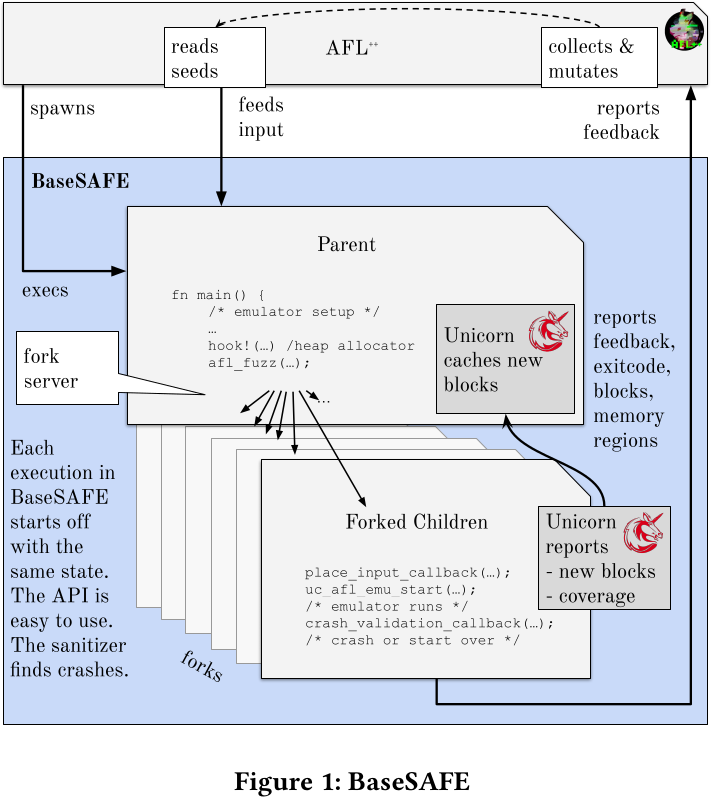 reads
seeds
AFL++
collects &
mutates
AFL++
spawns
feeds
input
reports
feedback
BaseSAFE
Parent
execs
fn main() {
/* emulator setup */
…
hook!(…) /heap allocator
afl_fuzz(…);
Unicorn
caches new
blocks
reports
feedback,
exitcode,
blocks,
memory
regions
fork
server
...
Each
execution in
BaseSAFE
starts off
with the
same state.
The API is
easy to use.
The sanitizer
finds crashes.
Forked Children
place_input_callback(…);
uc_afl_emu_start(…);
/* emulator runs */
crash_validation_callback(…);
/* crash or start over */
Unicorn
reports
- new blocks
- coverage
forks
Figure 1: BaseSAFE